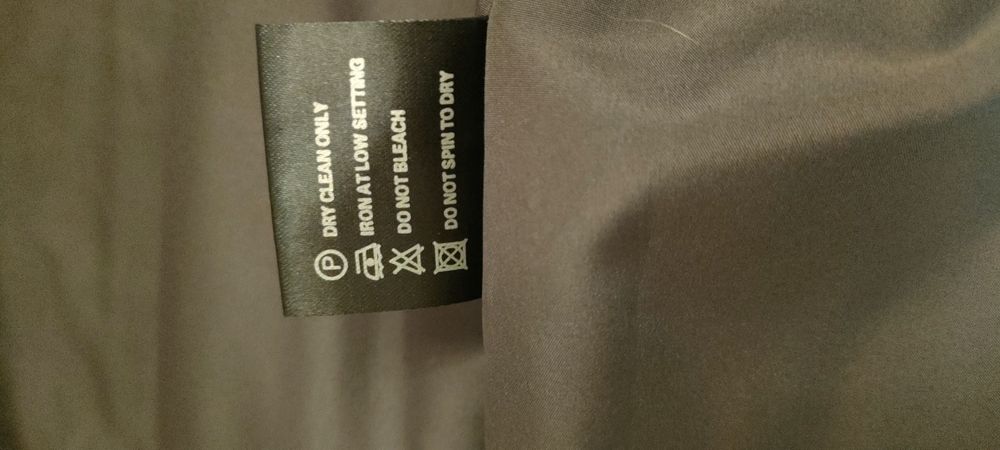 DRY CLEAN ONLY
IRON AT LOW SETTING
DO NOT BLEACH
DO NOT SPIN TO DRY